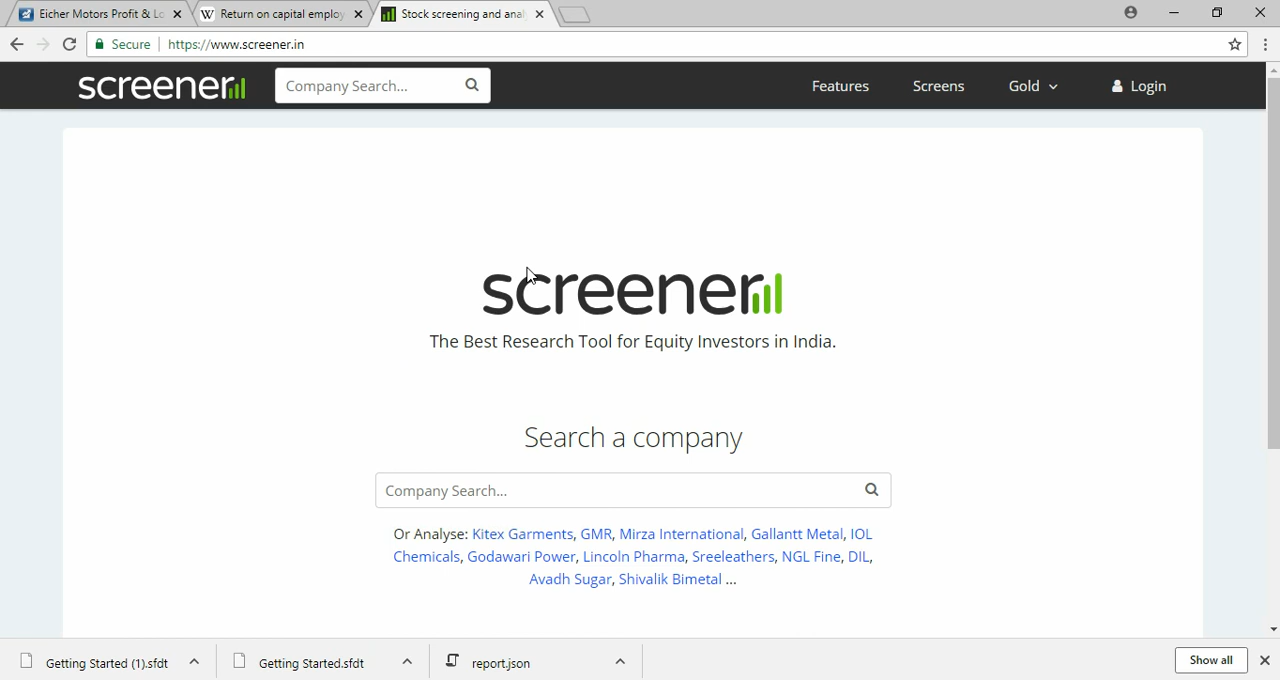 Eicher Motors Profit & Lo
Return on capital employ
Stock screening and ana
Secure
https://www.screener.in
screener
Company Search...
Features
Screens
Gold
Login
screener
The Best Research Tool for Equity Investors in India.
Search a company
Company Search...
Or Analyse: Kitex Garments, GMR, Mirza International, Gallantt Metal, IOL
Chemicals, Godawari Power, Lincoln Pharma, Sreeleathers, NGL Fine, DIL,
Avadh Sugar, Shivalik Bimetal ...
Getting Started (1).sfdt
Getting Started.sfdt
report.json
Show all